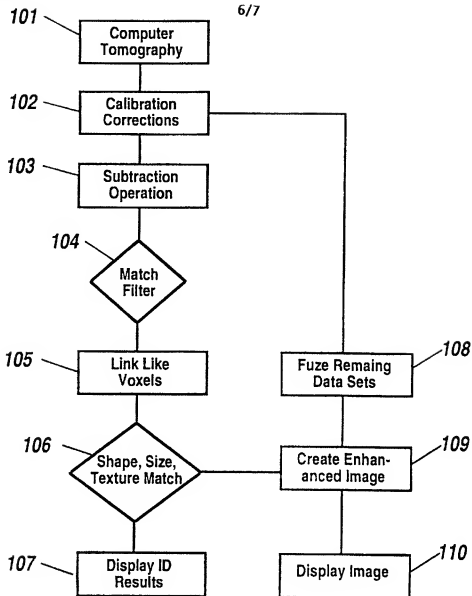 6/7
101
Computer
Tomography
102
Calibration
Corrections
103
Subtraction
Operation
104
Match
Filter
105
Link Like
Voxels
106
Shape, Size,
Texture Match
107
Display ID
Results
108
Fuze Remaing
Data Sets
109
Create Enhan-
anced Image
110
Display Image